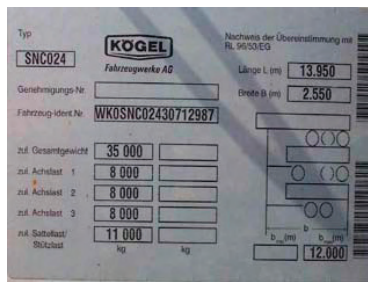 Typ
SNC024
KÖGEL
Fahrzeugwerke AG
Nachweis der Übereinstimmung mit
RL 96/53/EG
Länge L (m) 13.950
Genehmigungs-Nr.
Breite B (m) 2.550
Fahrzeug-Ident.Nr. WK0SNC02430712987
zul. Gesamtgewicht 35 000
zul. Achslast 1 8 000
zul. Achslast 2 8 000
zul. Achslast 3 8 000
zul. Sattellast/
Stützlast 11 000
kg kg
b
b (m) b (m)
12.000